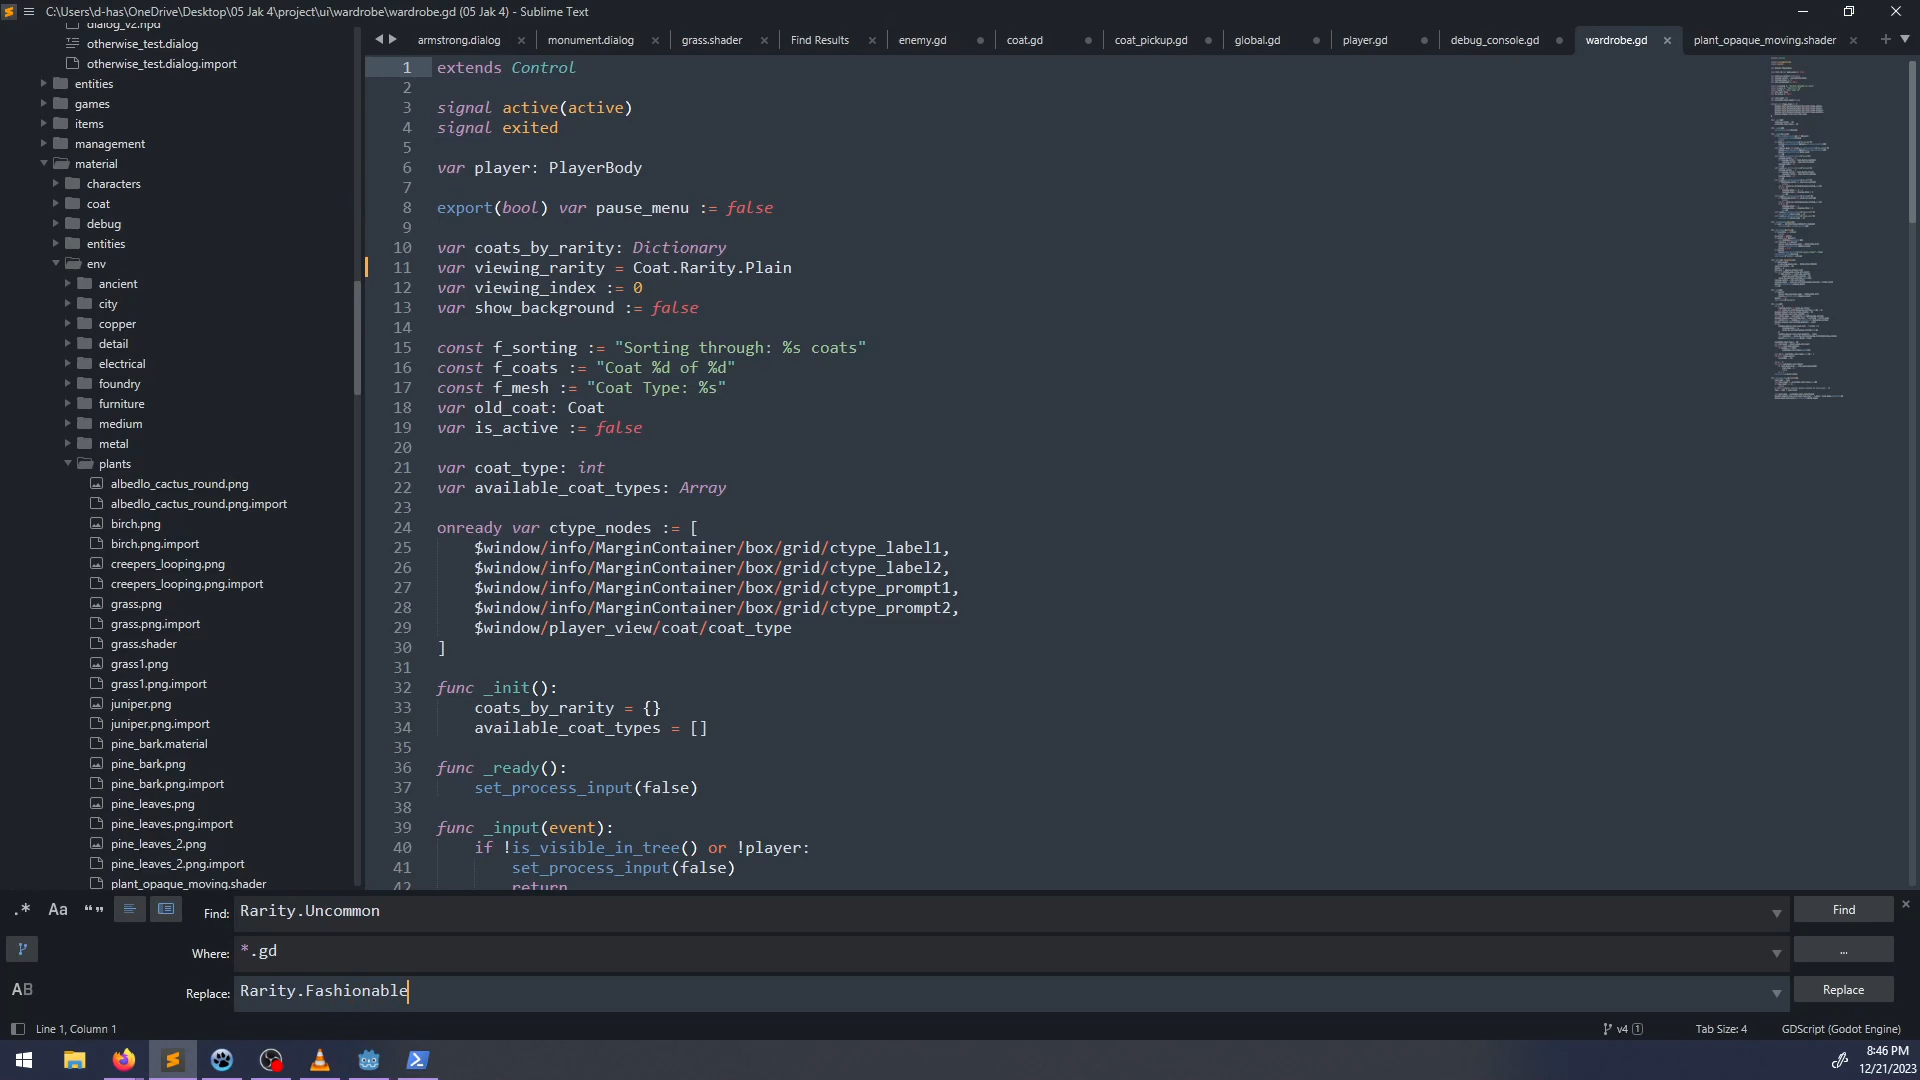 C:\Users\d-has\OneDrive\Desktop\05 Jak 4\project\ui\wardrobe\wardrobe.gd (05 Jak 4) - Sublime Text
armstrong.dialog
monument.dialog
grass.shader
Find Results
enemy.gd
coat.gd
coat_pickup.gd
global.gd
player.gd
debug_console.gd
wardrobe.gd
plant_opaque_moving.shader
dialog_v2.hpd
otherwise_test.dialog
otherwise_test.dialog.import
entities
games
items
management
material
characters
coat
debug
entities
env
ancient
city
copper
detail
electrical
foundry
furniture
medium
metal
plants
albedlo_cactus_round.png
albedlo_cactus_round.png.import
birch.png
birch.png.import
creepers_looping.png
creepers_looping.png.import
grass.png
grass.png.import
grass.shader
grass1.png
grass1.png.import
juniper.png
juniper.png.import
pine_bark.material
pine_bark.png
pine_bark.png.import
pine_leaves.png
pine_leaves.png.import
pine_leaves_2.png
pine_leaves_2.png.import
plant_opaque_moving.shader
1 extends Control
2
3 signal active(active)
4 signal exited
5
6 var player: PlayerBody
7
8 export(bool) var pause_menu := false
9
10 var coats_by_rarity: Dictionary
11 var viewing_rarity = Coat.Rarity.Plain
12 var viewing_index := 0
13 var show_background := false
14
15 const f_sorting := "Sorting through: %s coats"
16 const f_coats := "Coat %d of %d"
17 const f_mesh := "Coat Type: %s"
18 var old_coat: Coat
19 var is_active := false
20
21 var coat_type: int
22 var available_coat_types: Array
23
24 onready var ctype_nodes := [
25 $window/info/MarginContainer/box/grid/ctype_label1,
26 $window/info/MarginContainer/box/grid/ctype_label2,
27 $window/info/MarginContainer/box/grid/ctype_prompt1,
28 $window/info/MarginContainer/box/grid/ctype_prompt2,
29 $window/player_view/coat/coat_type
30 ]
31
32 func _init():
33 coats_by_rarity = {}
34 available_coat_types = []
35
36 func _ready():
37 set_process_input(false)
38
39 func _input(event):
40 if !is_visible_in_tree() or !player:
41 set_process_input(false)
42 return
.* Aa “” Find: Rarity.Uncommon Find
Where: *.gd ...
AB Replace: Rarity.Fashionable Replace
Line 1, Column 1
v4 1
Tab Size: 4
GDScript (Godot Engine)
8:46 PM
12/21/2023